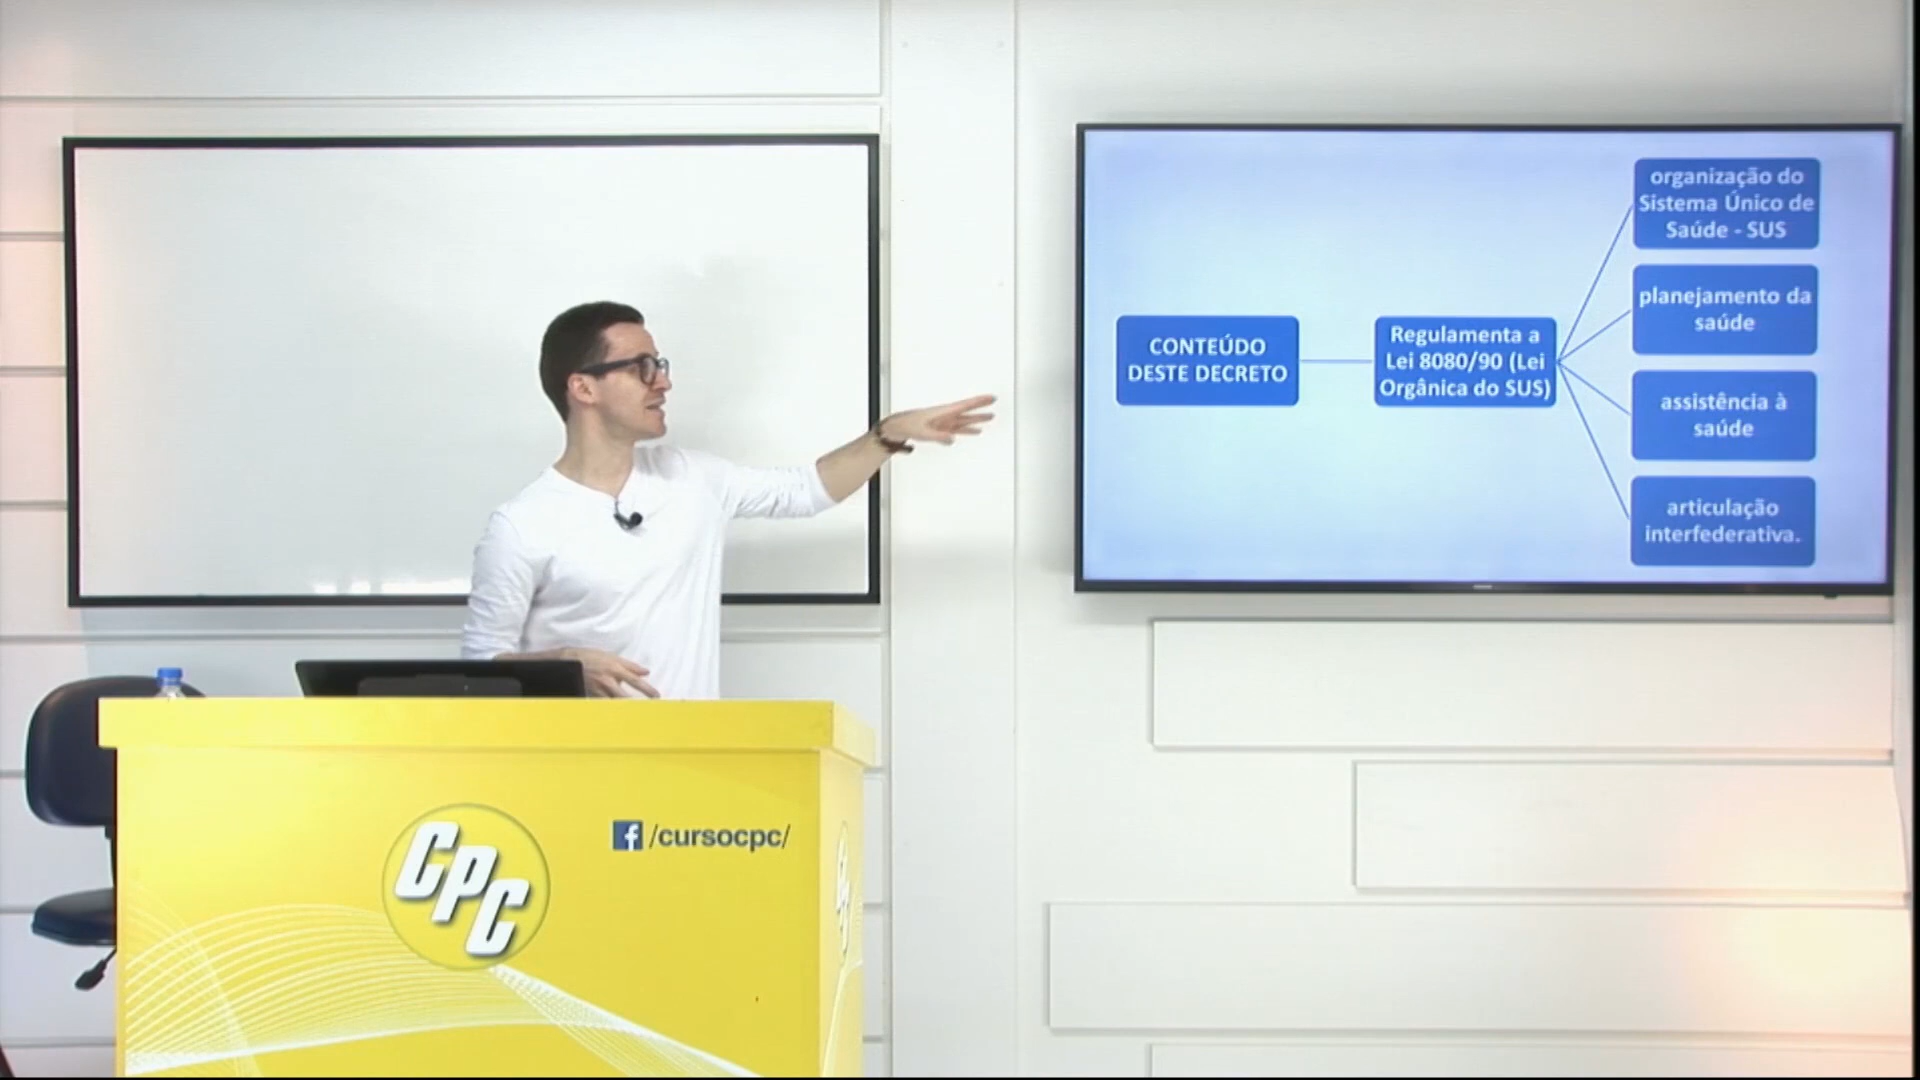 organização do
Sistema Único de
Saúde - SUS
planejamento da
saúde
CONTEÚDO
DESTE DECRETO
Regulamenta a
Lei 8080/90 (Lei
Orgânica do SUS)
assistência à
saúde
articulação
interfederativa.
CPC
f /cursocpc/